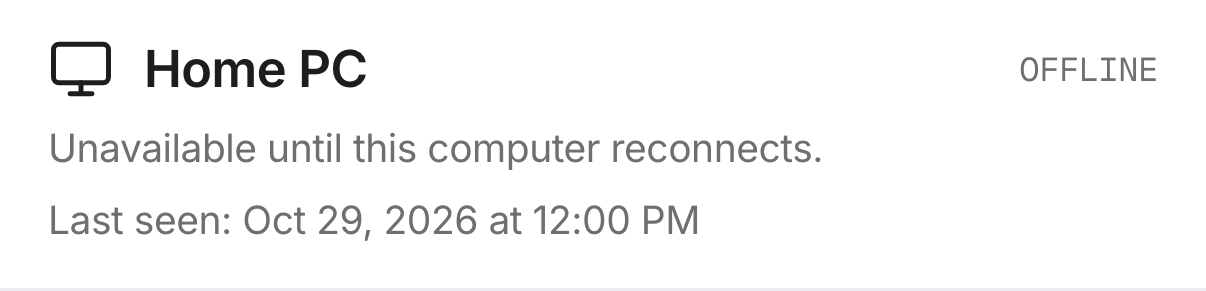 Home PC
OFFLINE
Unavailable until this computer reconnects.
Last seen: Oct 29, 2026 at 12:00 PM